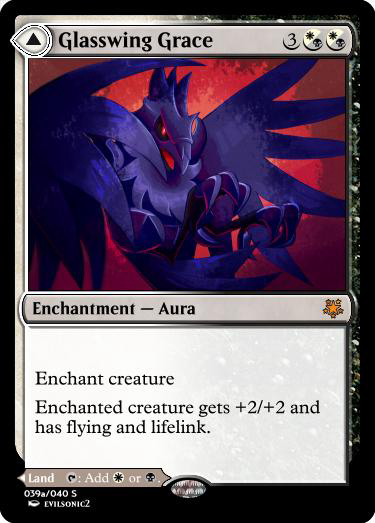 Glasswing Grace 3
Enchantment — Aura
Enchant creature
Enchanted creature gets +2/+2 and
has flying and lifelink.
Land : Add or .
039a/040 S
EVILSONIC2